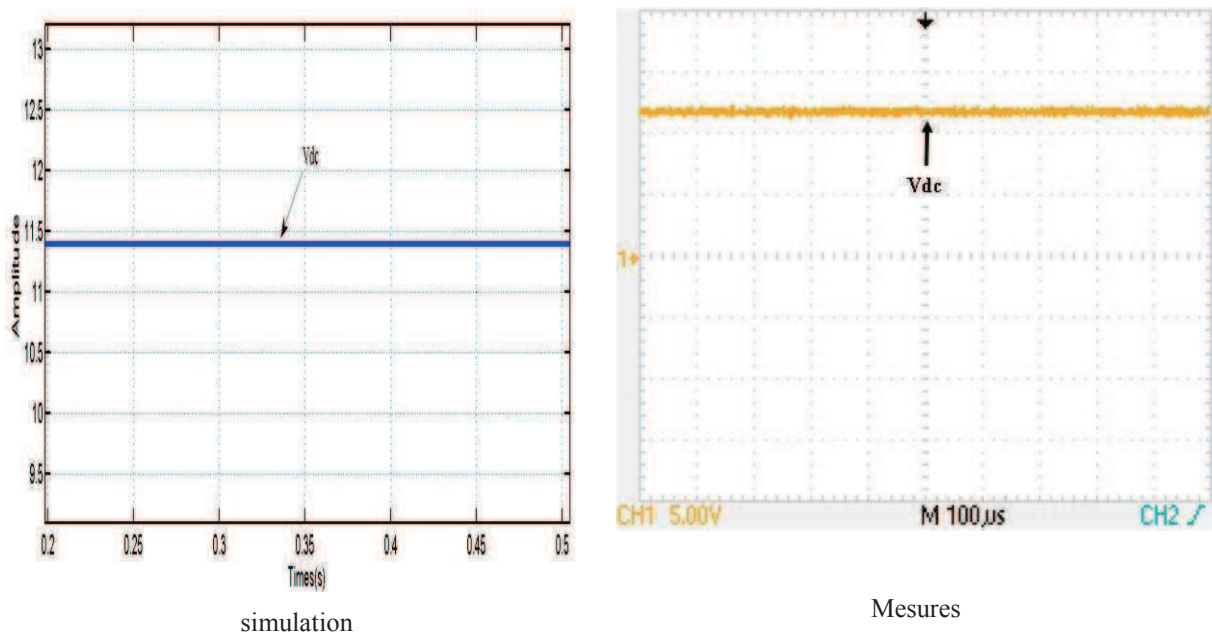 13
12.5
12
11.5
11
10.5
10
9.5
Amplitude
Vdc
0.2 0.25 0.3 0.35 0.4 0.45 0.5
Times(s)
simulation
1
Vdc
CH1 5.00V M 100µs CH2
Mesures